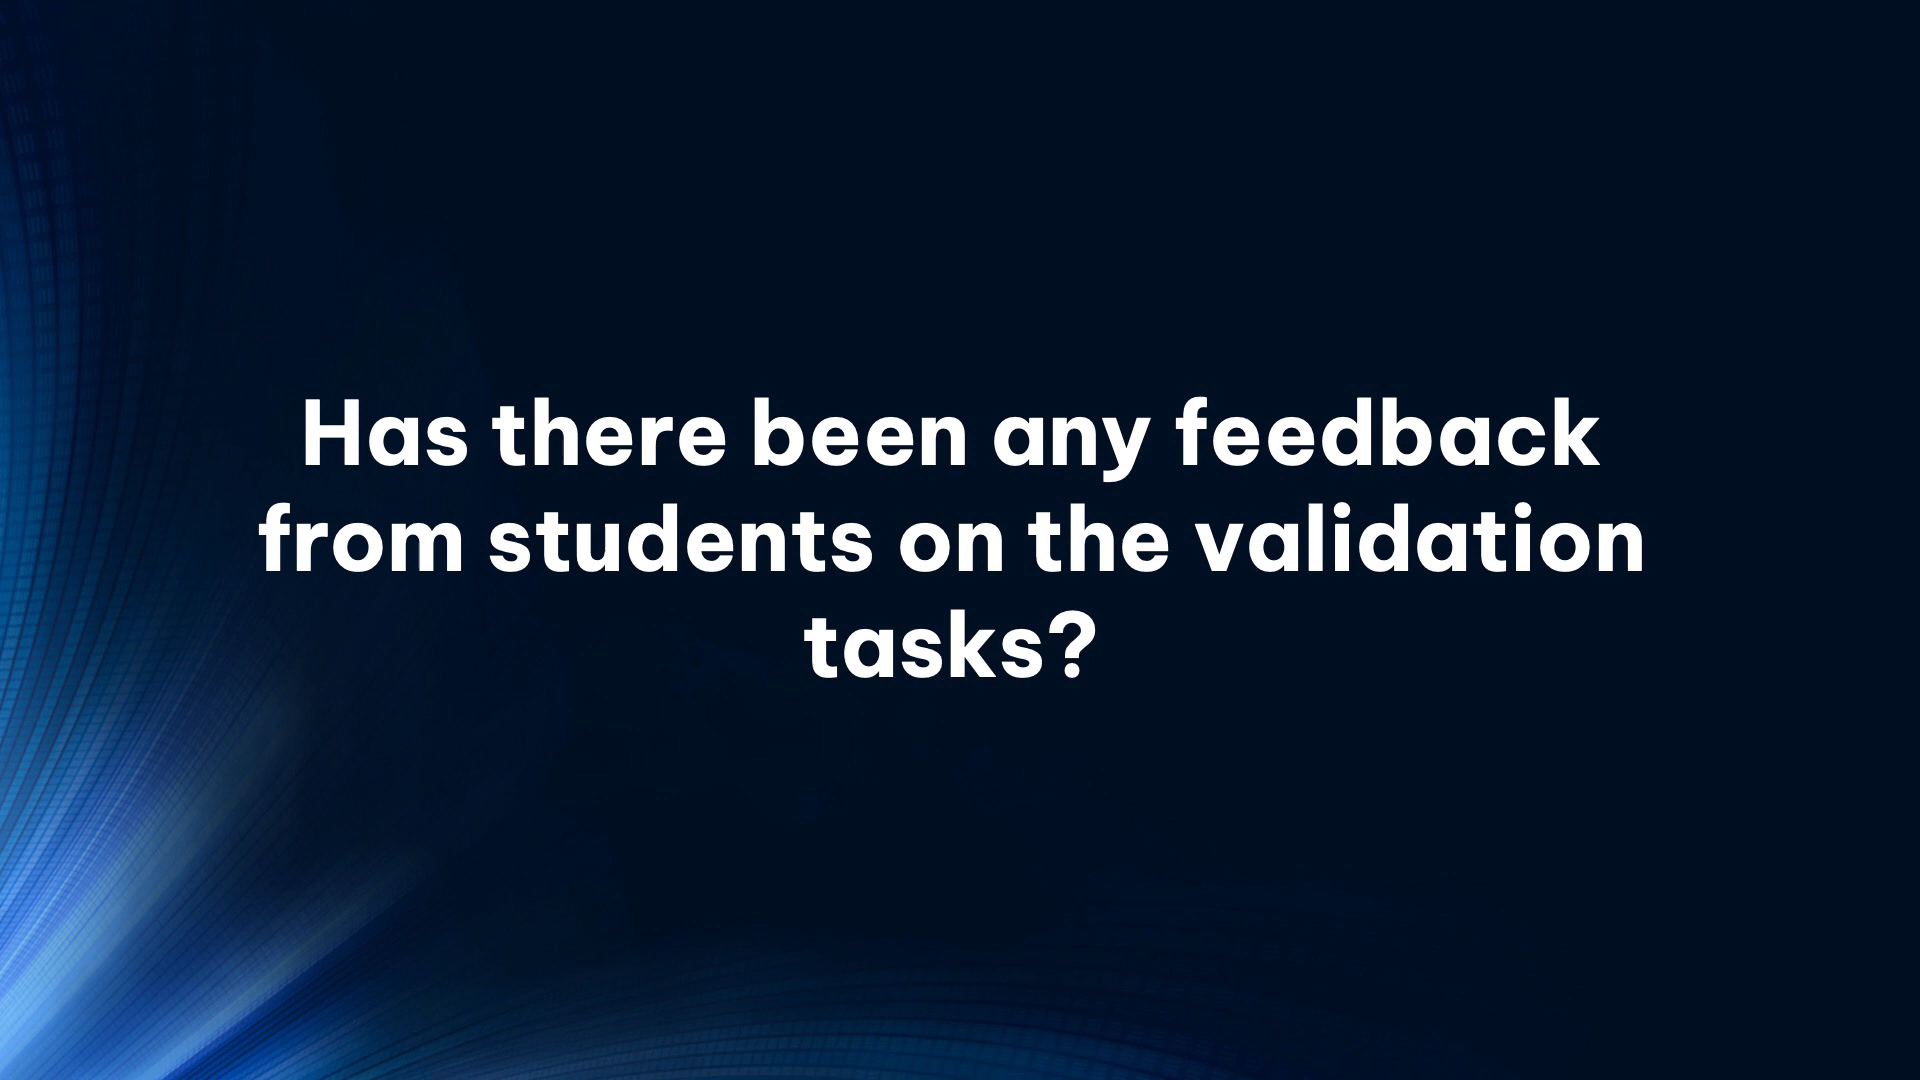 Has there been any feedback
from students on the validation
tasks?